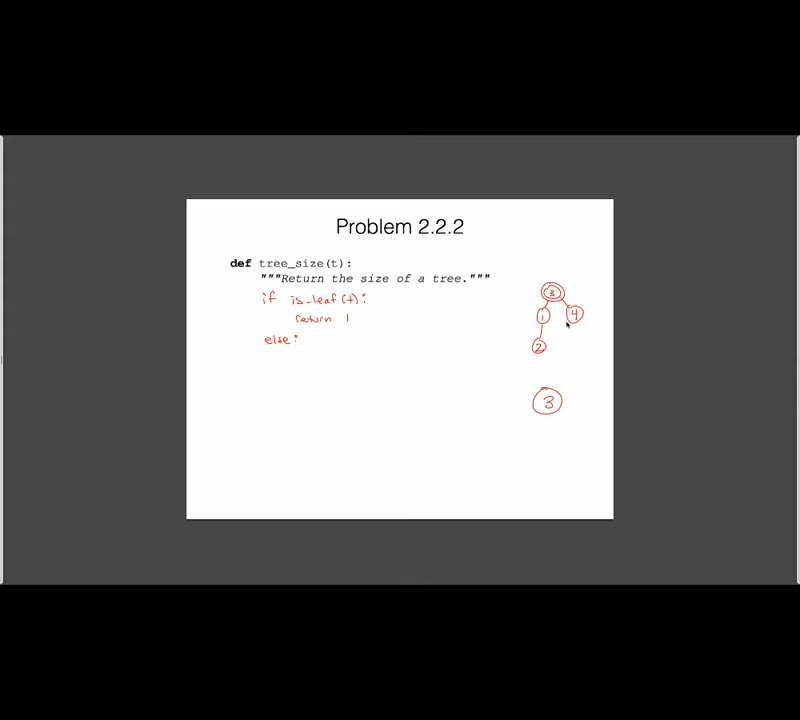 Problem 2.2.2
def tree_size(t):
"""Return the size of a tree."""
if is_leaf(t):
return 1
else:
3
1
4
2
3